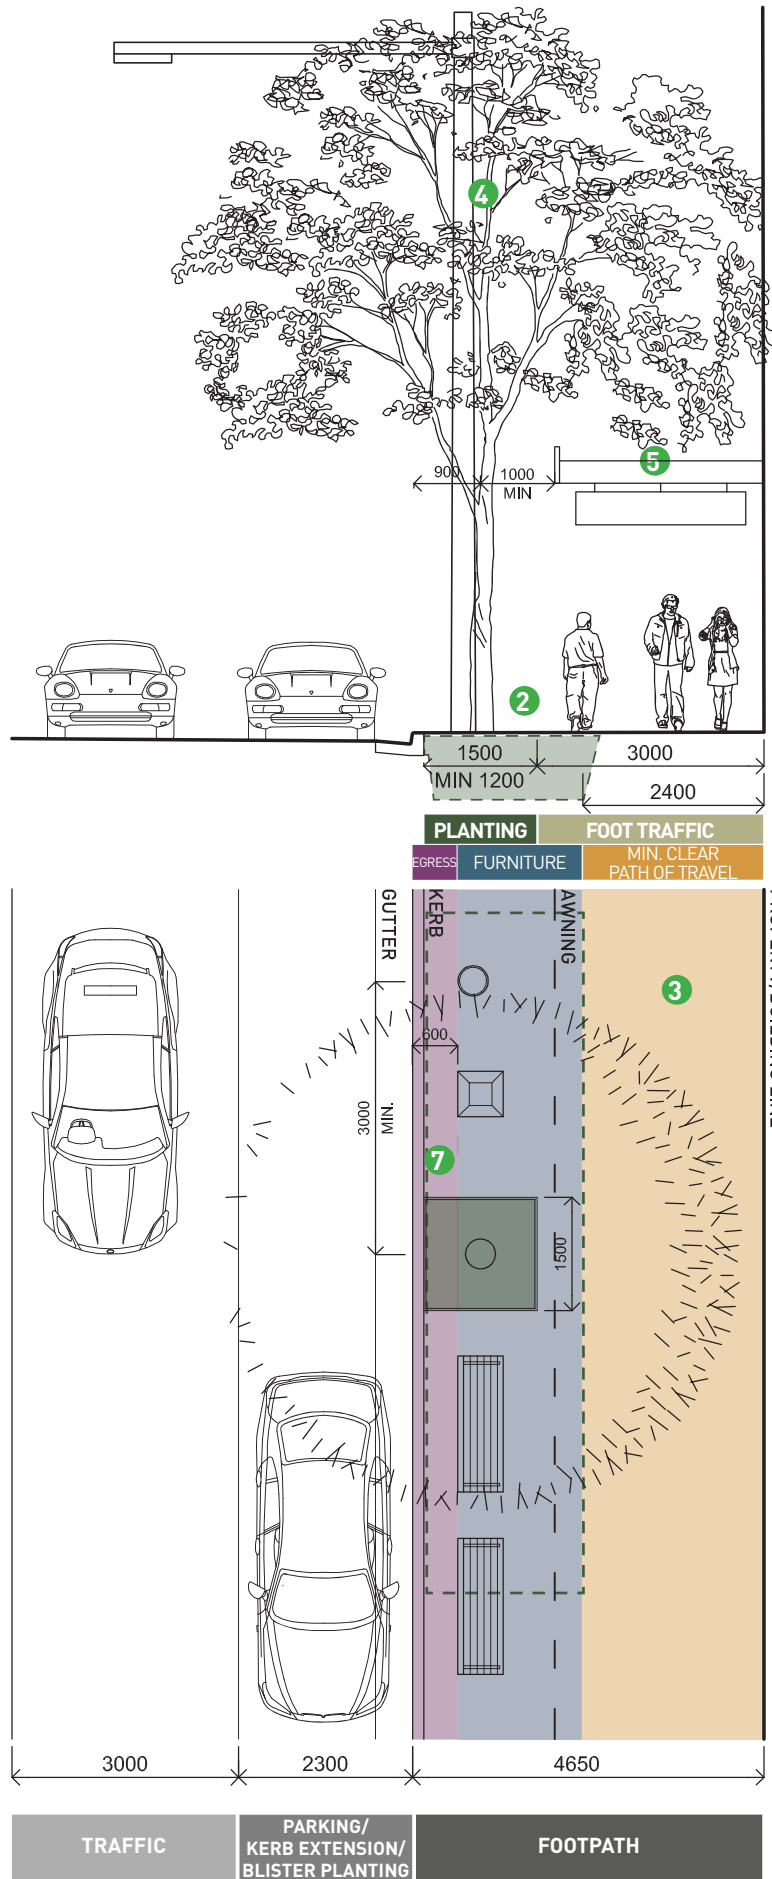 4
5
900
1000
MIN
2
1500
3000
MIN 1200
2400
PLANTING
FOOT TRAFFIC
EGRESS
FURNITURE
MIN. CLEAR
PATH OF TRAVEL
GUTTER
KERB
AWNING
3
600
3000
MIN.
7
1500
3000
2300
4650
TRAFFIC
PARKING/
KERB EXTENSION/
BLISTER PLANTING
FOOTPATH